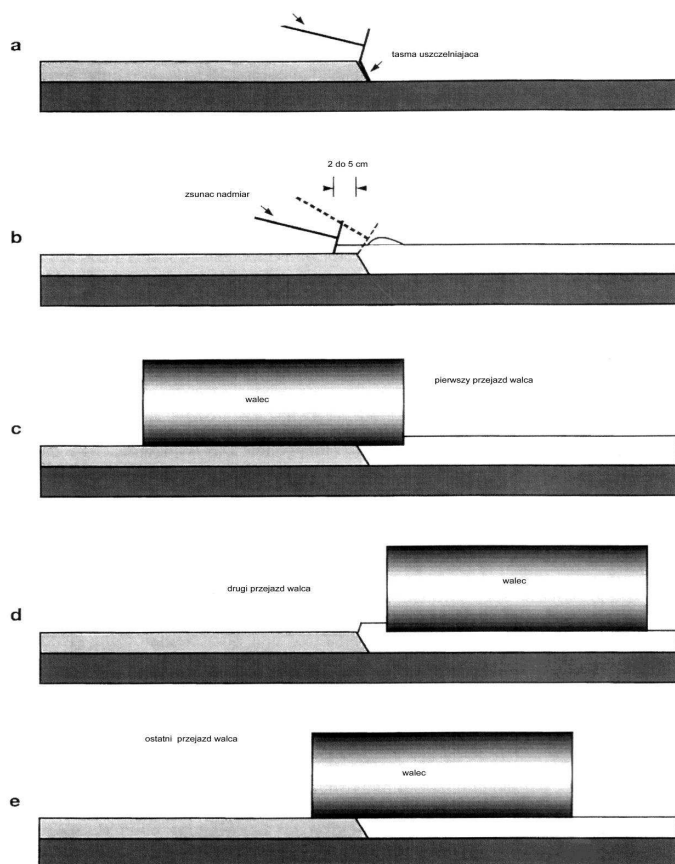 a
tasma uszczelniajaca
2 do 5 cm
zsunac nadmiar
b
walec
pierwszy przejazd walca
c
drugi przejazd walca
walec
d
ostatni przejazd walca
walec
e